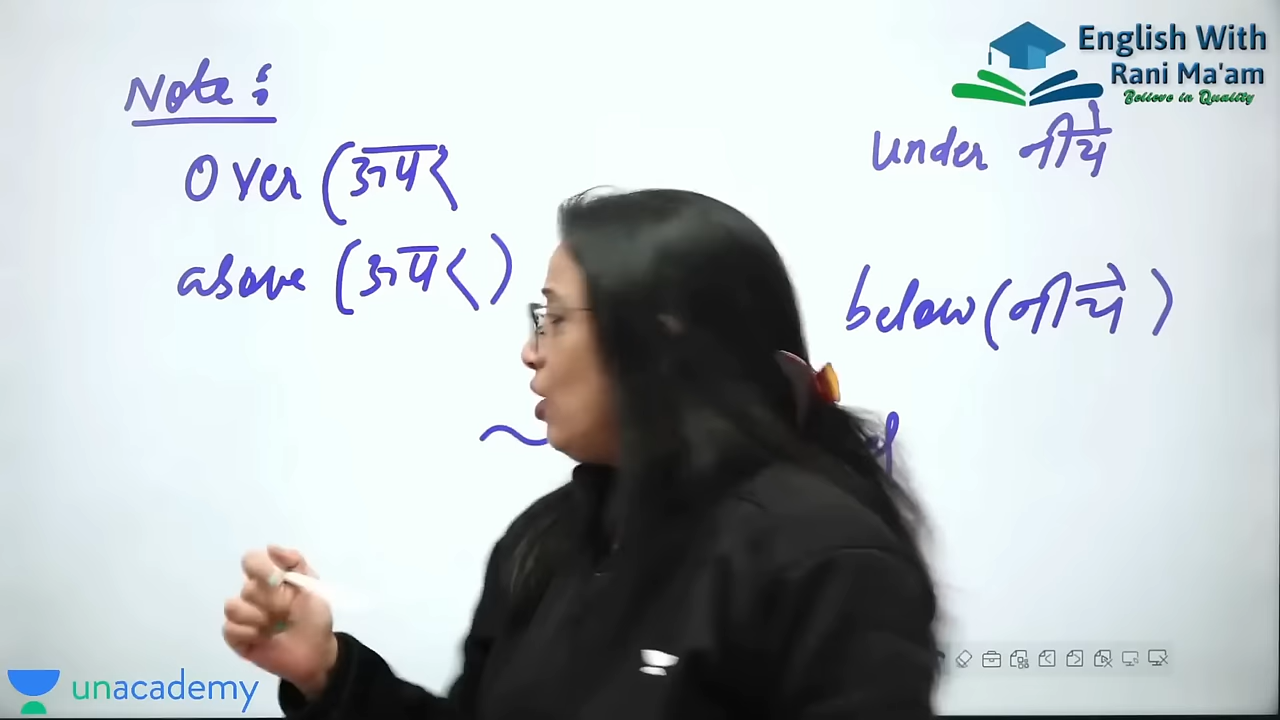 English With
Rani Ma'am
Believe in Quality
Note :
Over (ऊपर
above (ऊपर)
under नीचे
below (नीचे)
unacademy